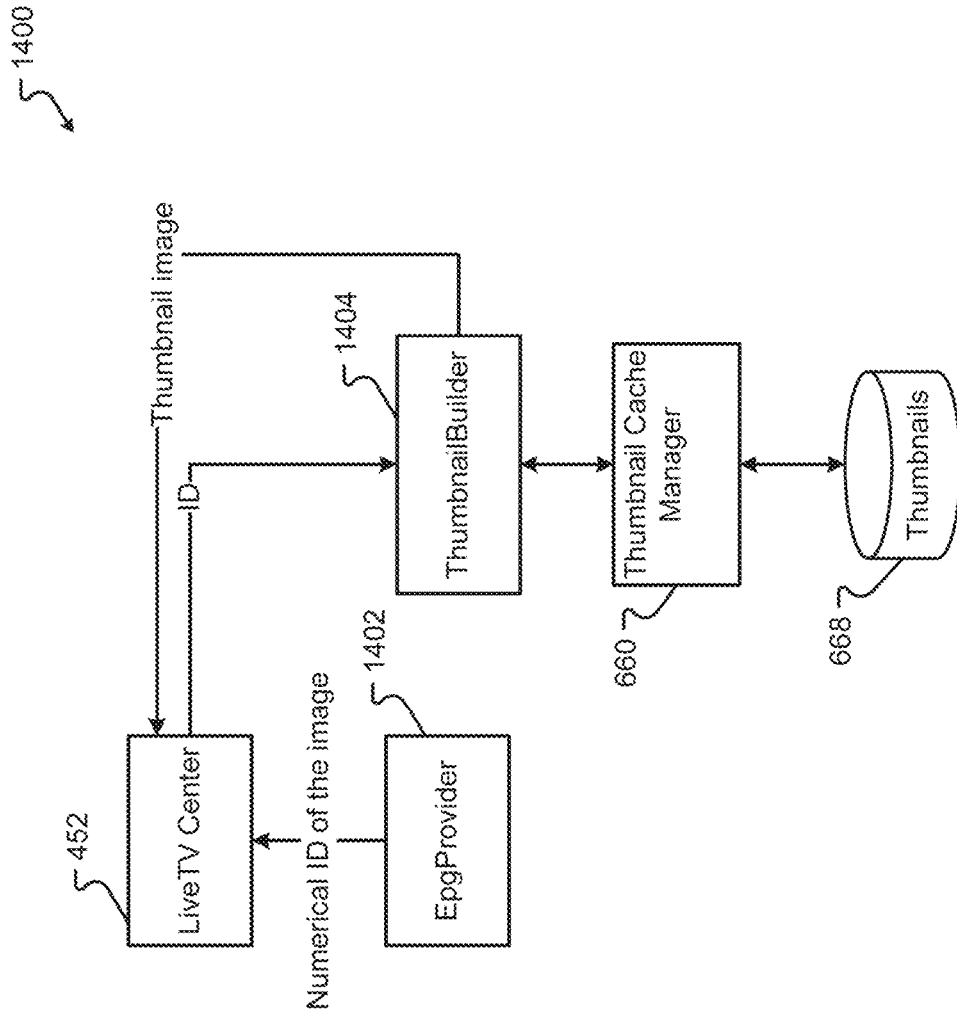 1400
Thumbnail image
ID
452
LiveTV Center
1404
ThumbnailBuilder
Numerical ID of the image
1402
EpgProvider
660
Thumbnail Cache
Manager
668
Thumbnails